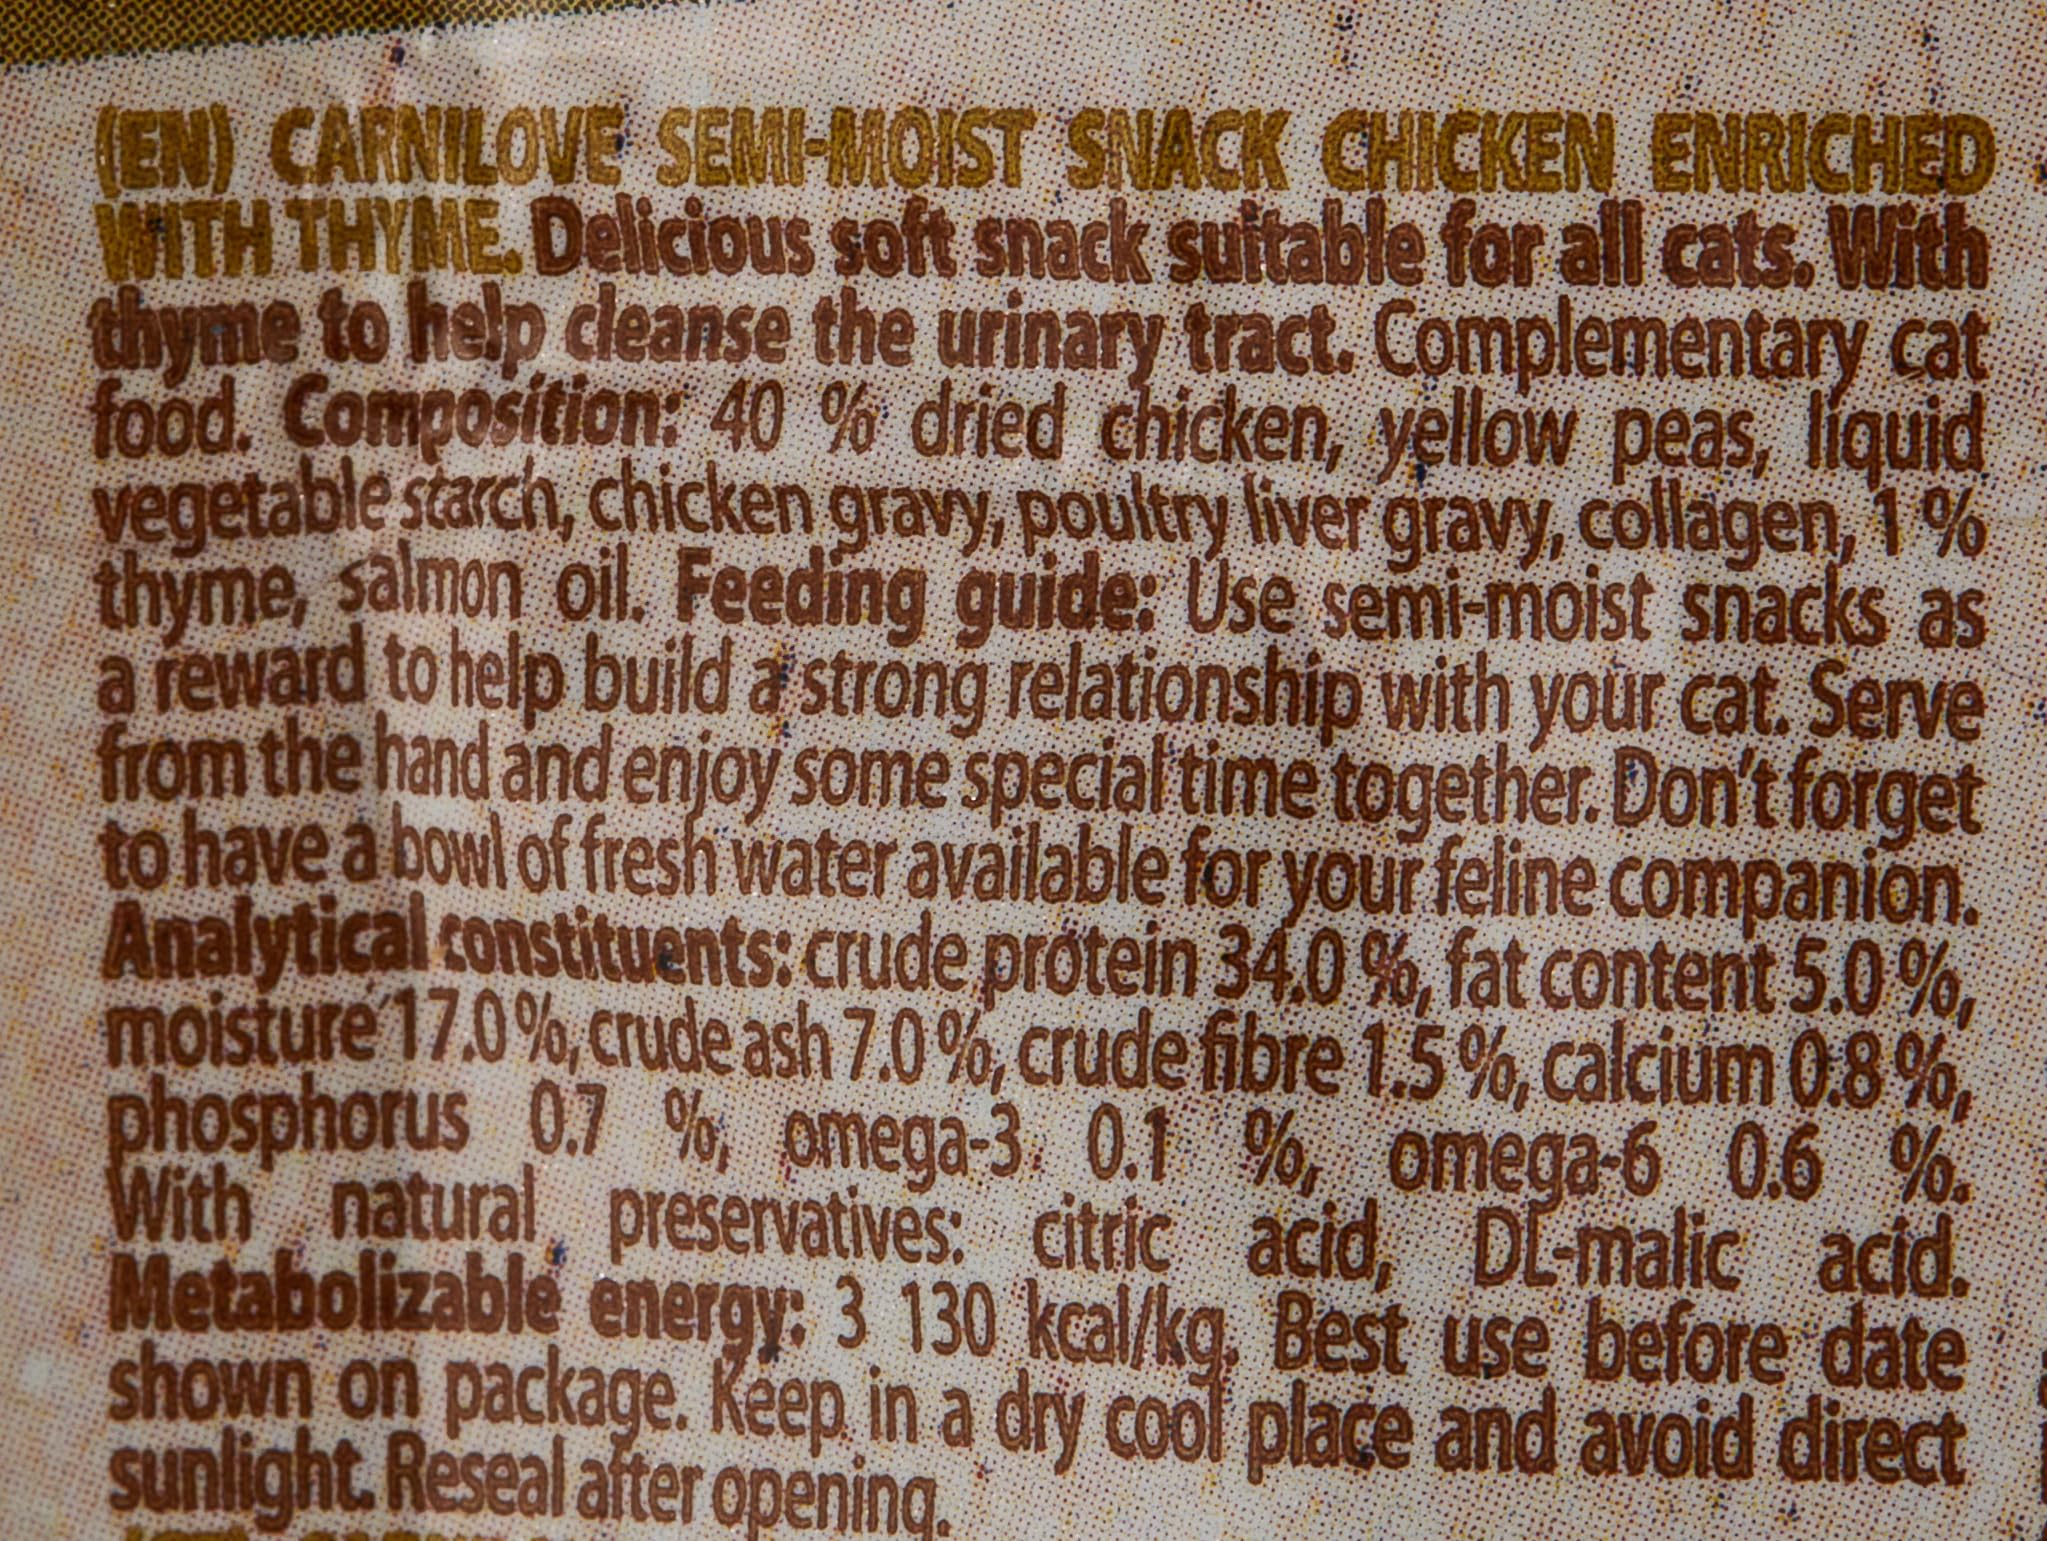 (EN) CARNILOVE SEMI-MOIST SNACK CHICKEN ENRICHED
WITH THYME. Delicious soft snack suitable for all cats. With
thyme to help cleanse the urinary tract. Complementary cat
food. Composition: 40 % dried chicken, yellow peas, liquid
vegetable starch, chicken gravy, poultry liver gravy, collagen, 1 %
thyme, salmon oil. Feeding guide: Use semi-moist snacks as
a reward to help build a strong relationship with your cat. Serve
from the hand and enjoy some special time together. Don't forget
to have a bowl of fresh water available for your feline companion.
Analytical constituents: crude protein 34.0 %, fat content 5.0 %,
moisture 17.0 %, crude ash 7.0 %, crude fibre 1.5 %, calcium 0.8 %,
phosphorus 0.7 %, omega-3 0.1 %, omega-6 0.6 %.
With natural preservatives: citric acid, DL-malic acid.
Metabolizable energy: 3 130 kcal/kg. Best use before date
shown on package. Keep in a dry cool place and avoid direct
sunlight. Reseal after opening.